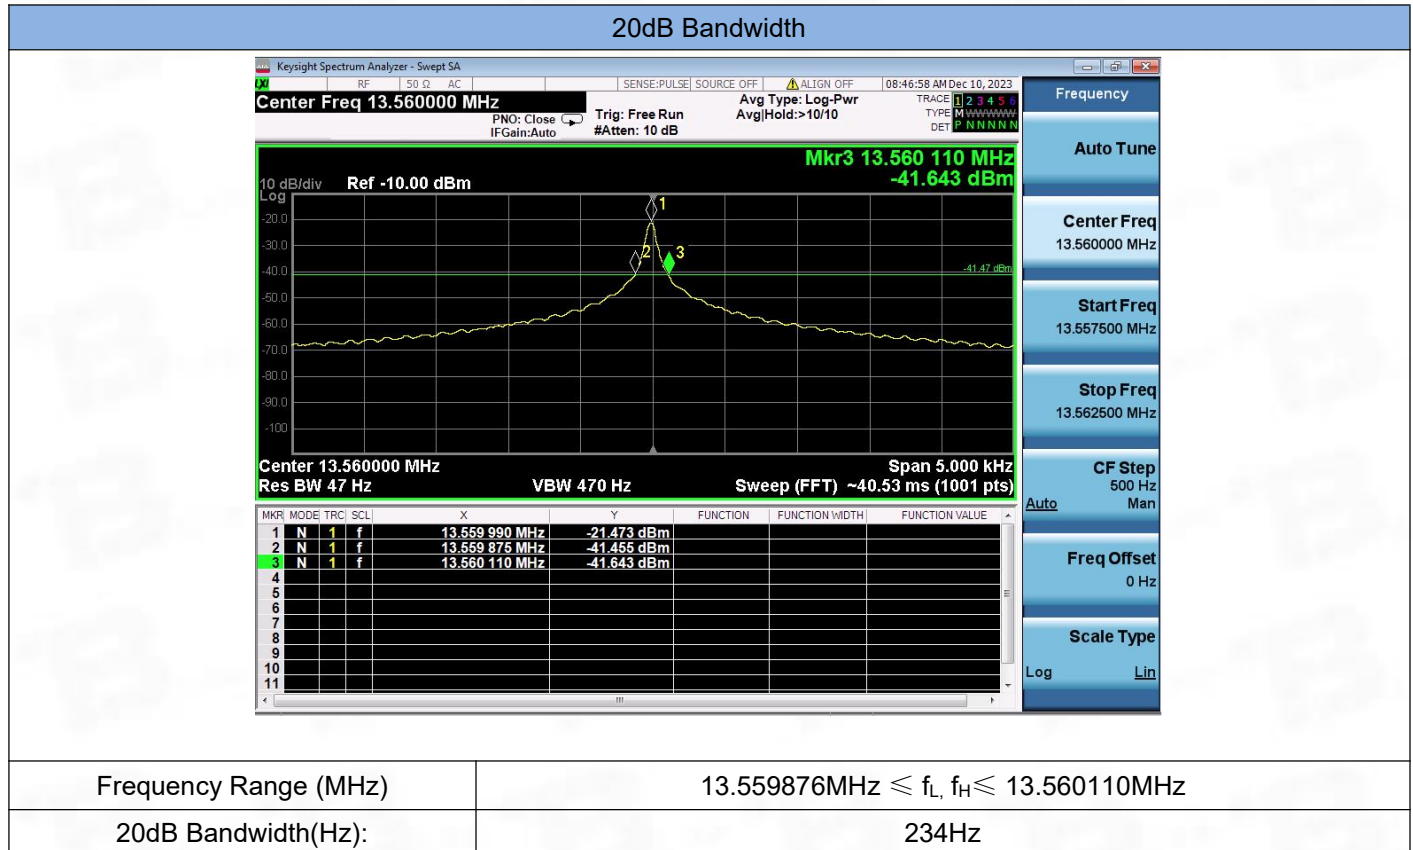 20dB Bandwidth
Keysight Spectrum Analyzer - Swept SA
RF 50 Ω AC SENSE:PULSE SOURCE OFF ALIGN OFF 08:46:58 AM Dec 10, 2023
Center Freq 13.560000 MHz
PNO: Close
IFGain:Auto
Trig: Free Run
#Atten: 10 dB
Avg Type: Log-Pwr
Avg|Hold:>10/10
TRACE 1 2 3 4 5 6
TYPE M WWWWW
DET P N N N N N
Mkr3 13.560 110 MHz
-41.643 dBm
10 dB/div Ref -10.00 dBm
Log
1
-20.0
-30.0
2 3
-40.0
-41.47 dBm
-50.0
-60.0
-70.0
-80.0
-90.0
-100
Center 13.560000 MHz Span 5.000 kHz
Res BW 47 Hz VBW 470 Hz Sweep (FFT) ~40.53 ms (1001 pts)
MKR MODE TRC SCL X Y FUNCTION FUNCTION WIDTH FUNCTION VALUE
1 N 1 f 13.559 990 MHz -21.473 dBm
2 N 1 f 13.559 875 MHz -41.455 dBm
3 N 1 f 13.560 110 MHz -41.643 dBm
4
5
6
7
8
9
10
11
Frequency
Auto Tune
Center Freq
13.560000 MHz
Start Freq
13.557500 MHz
Stop Freq
13.562500 MHz
CF Step
500 Hz
Auto Man
Freq Offset
0 Hz
Scale Type
Log Lin
Frequency Range (MHz) 13.559876MHz ≤ fL, fH≤ 13.560110MHz
20dB Bandwidth(Hz): 234Hz